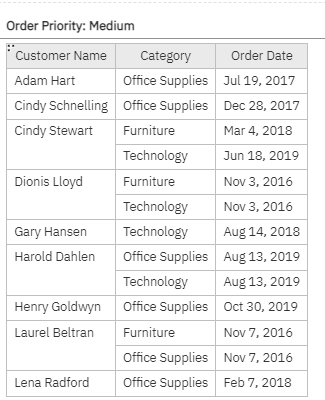 Order Priority: Medium
Customer Name Category Order Date
Adam Hart Office Supplies Jul 19, 2017
Cindy Schnelling Office Supplies Dec 28, 2017
Cindy Stewart Furniture Mar 4, 2018
Technology Jun 18, 2019
Dionis Lloyd Furniture Nov 3, 2016
Technology Nov 3, 2016
Gary Hansen Technology Aug 14, 2018
Harold Dahlen Office Supplies Aug 13, 2019
Technology Aug 13, 2019
Henry Goldwyn Office Supplies Oct 30, 2019
Laurel Beltran Furniture Nov 7, 2016
Office Supplies Nov 7, 2016
Lena Radford Office Supplies Feb 7, 2018